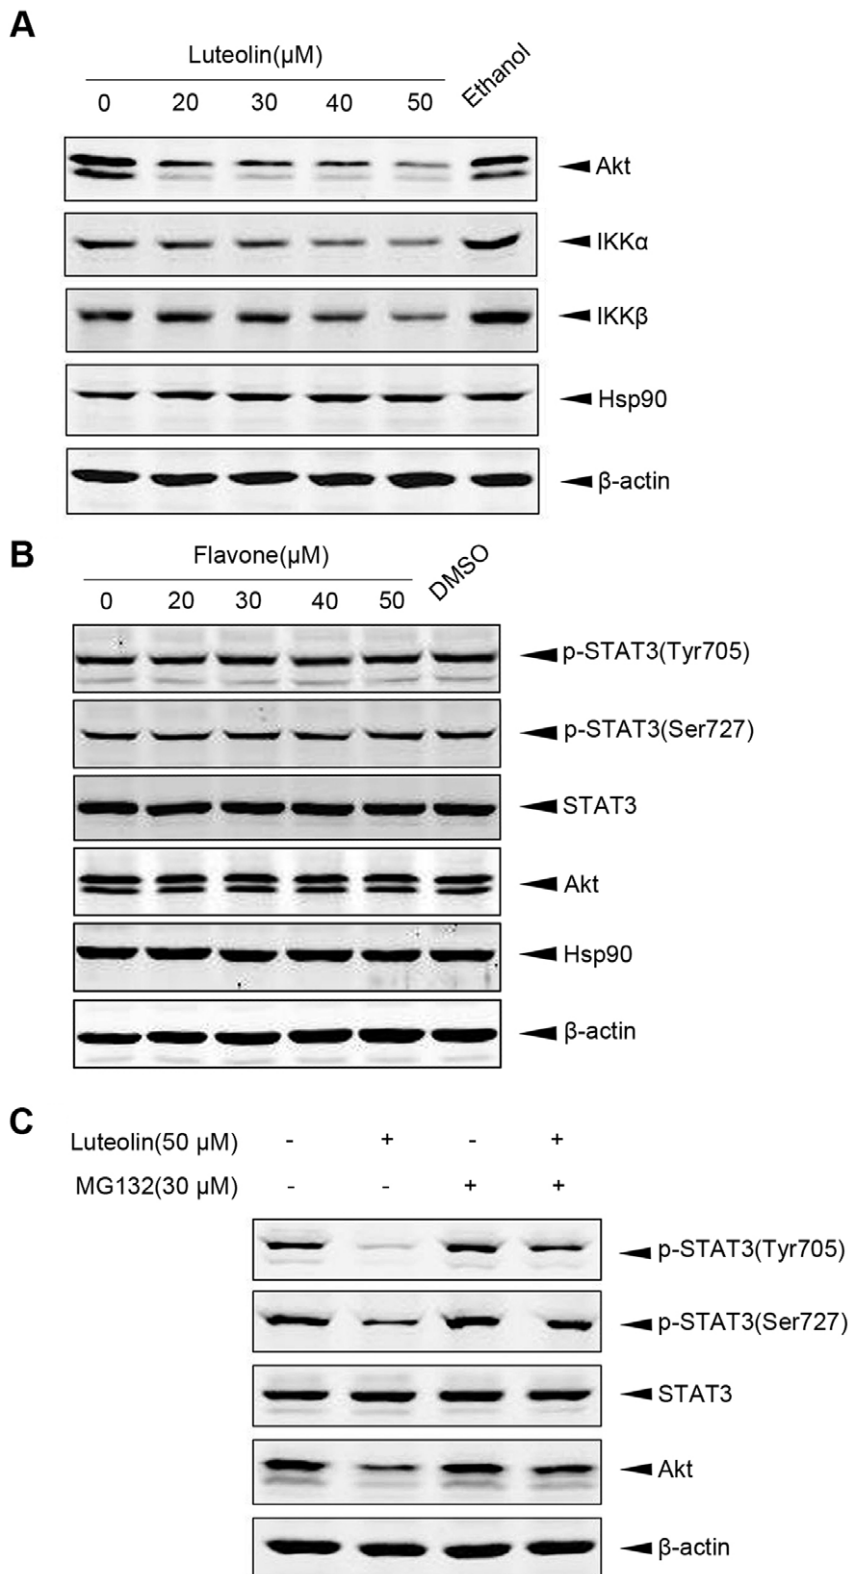 A
Luteolin(μM)
0 20 30 40 50 Ethanol
Akt
IKKα
IKKβ
Hsp90
β-actin
B
Flavone(μM)
0 20 30 40 50 DMSO
p-STAT3(Tyr705)
p-STAT3(Ser727)
STAT3
Akt
Hsp90
β-actin
C
Luteolin(50 μM) - + - +
MG132(30 μM) - - + +
p-STAT3(Tyr705)
p-STAT3(Ser727)
STAT3
Akt
β-actin